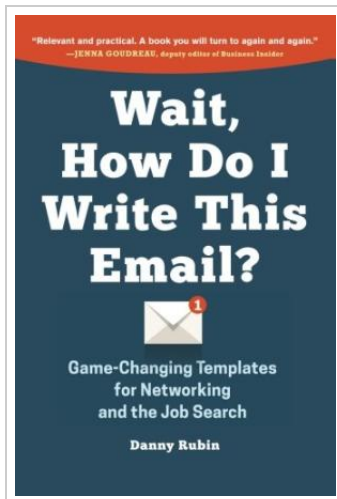 "Relevant and practical. A book you will turn to again and again."
—JENNA GOUDREAU, deputy editor of Business Insider
Wait,
How Do I
Write This
Email?
1
Game-Changing Templates
for Networking
and the Job Search
Danny Rubin